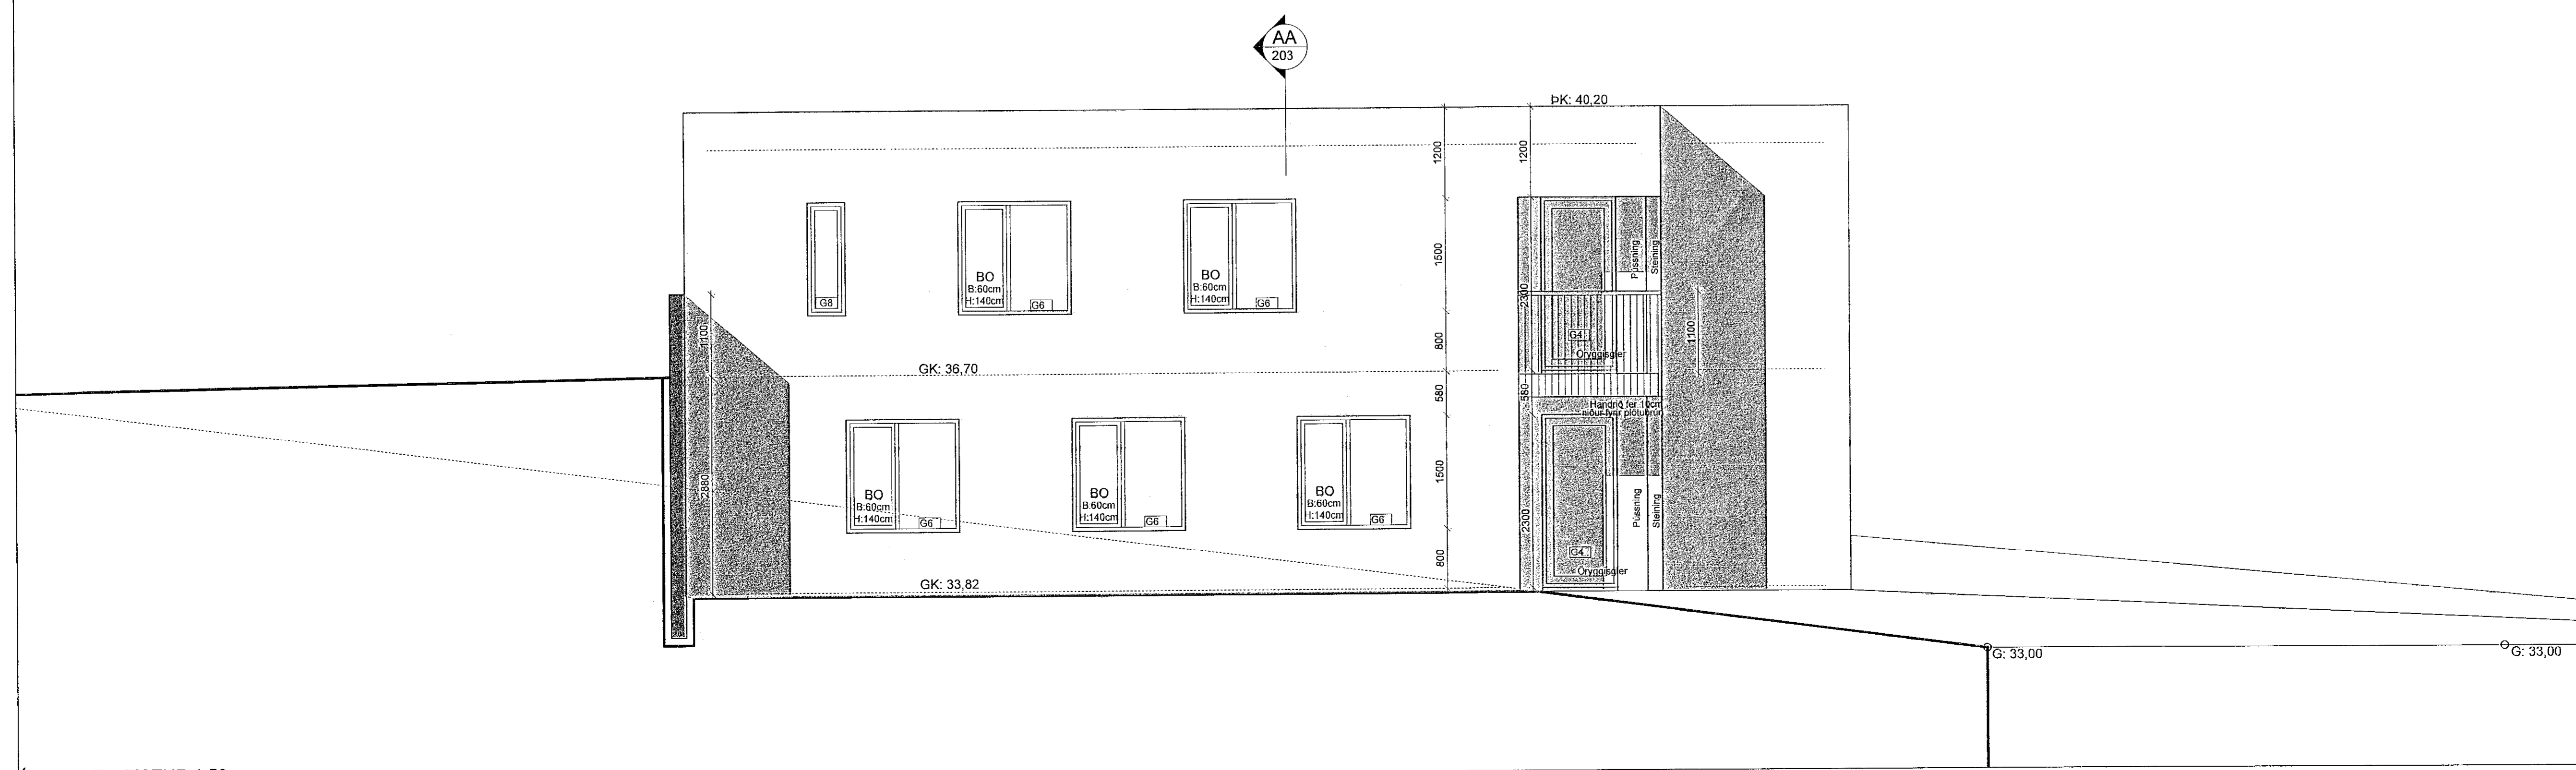 AA
203
ÞK: 40,20
1200
1200
1500
2300
800
580
580
1500
2300
800
Pússning
Steining
G8
BO
B:60cm
H:140cm
G6
BO
B:60cm
H:140cm
G6
G4
Öryggisgler
1100
1100
GK: 36,70
Handrið fer 10cm
niður fyrir plötubrún
2880
BO
B:60cm
H:140cm
G6
BO
B:60cm
H:140cm
G6
BO
B:60cm
H:140cm
G6
Pússning
Steining
G4
Öryggisgler
GK: 33,82
G: 33,00
G: 33,00